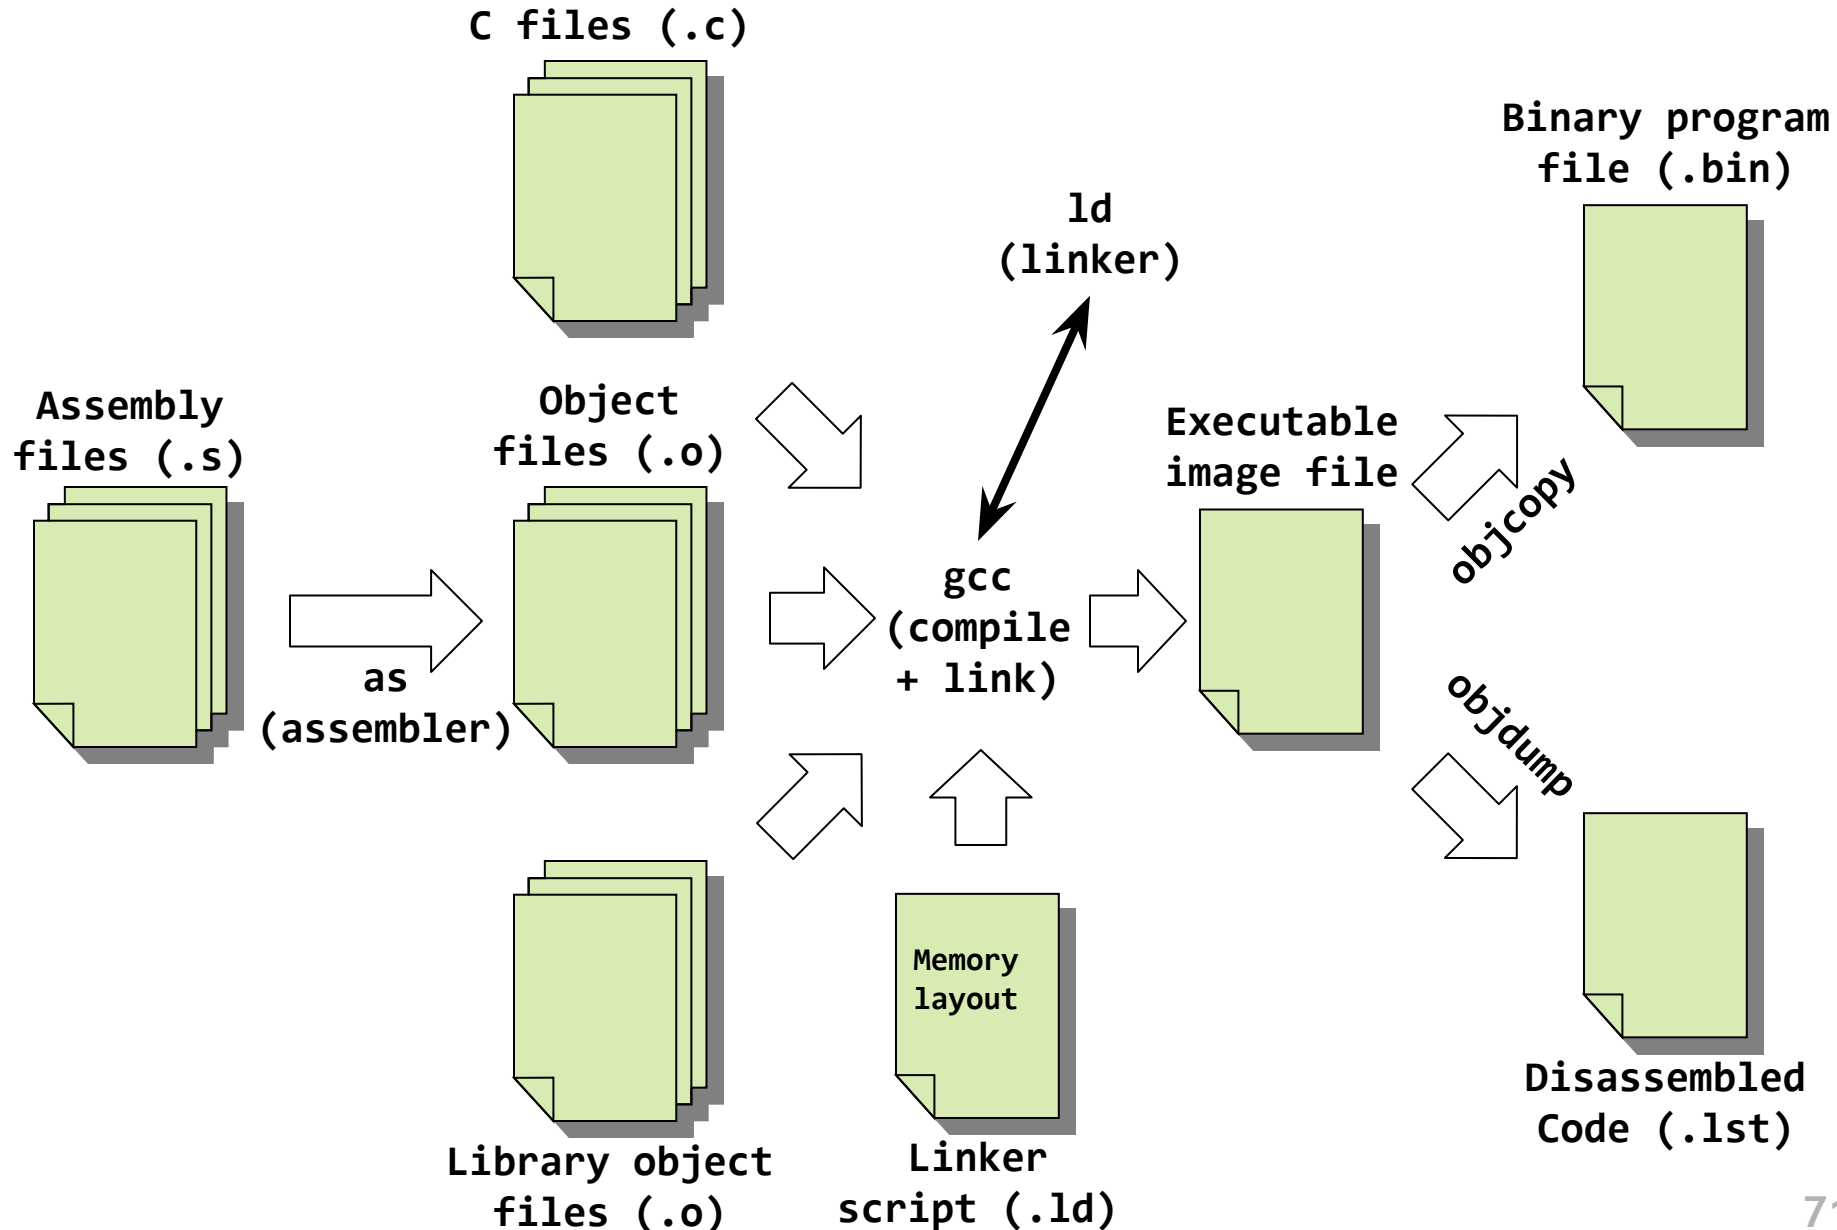 C files (.c)
Binary program
file (.bin)
ld
(linker)
Assembly
files (.s)
Object
files (.o)
Executable
image file
objcopy
as
(assembler)
gcc
(compile
+ link)
objdump
Memory
layout
Library object
files (.o)
Linker
script (.ld)
Disassembled
Code (.lst)